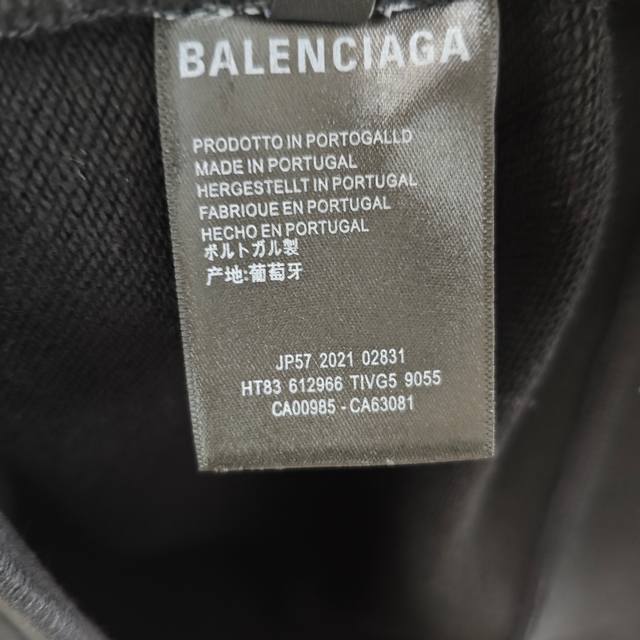 BALENCIAGA
PRODOTTO IN PORTOGALLD
MADE IN PORTUGAL
HERGESTELLT IN PORTUGAL
FABRIQUE EN PORTUGAL
HECHO EN PORTUGAL
ポルトガル製
产地:葡萄牙
JP57 2021 02831
HT83 612966 TIVG5 9055
CA00985 - CA63081